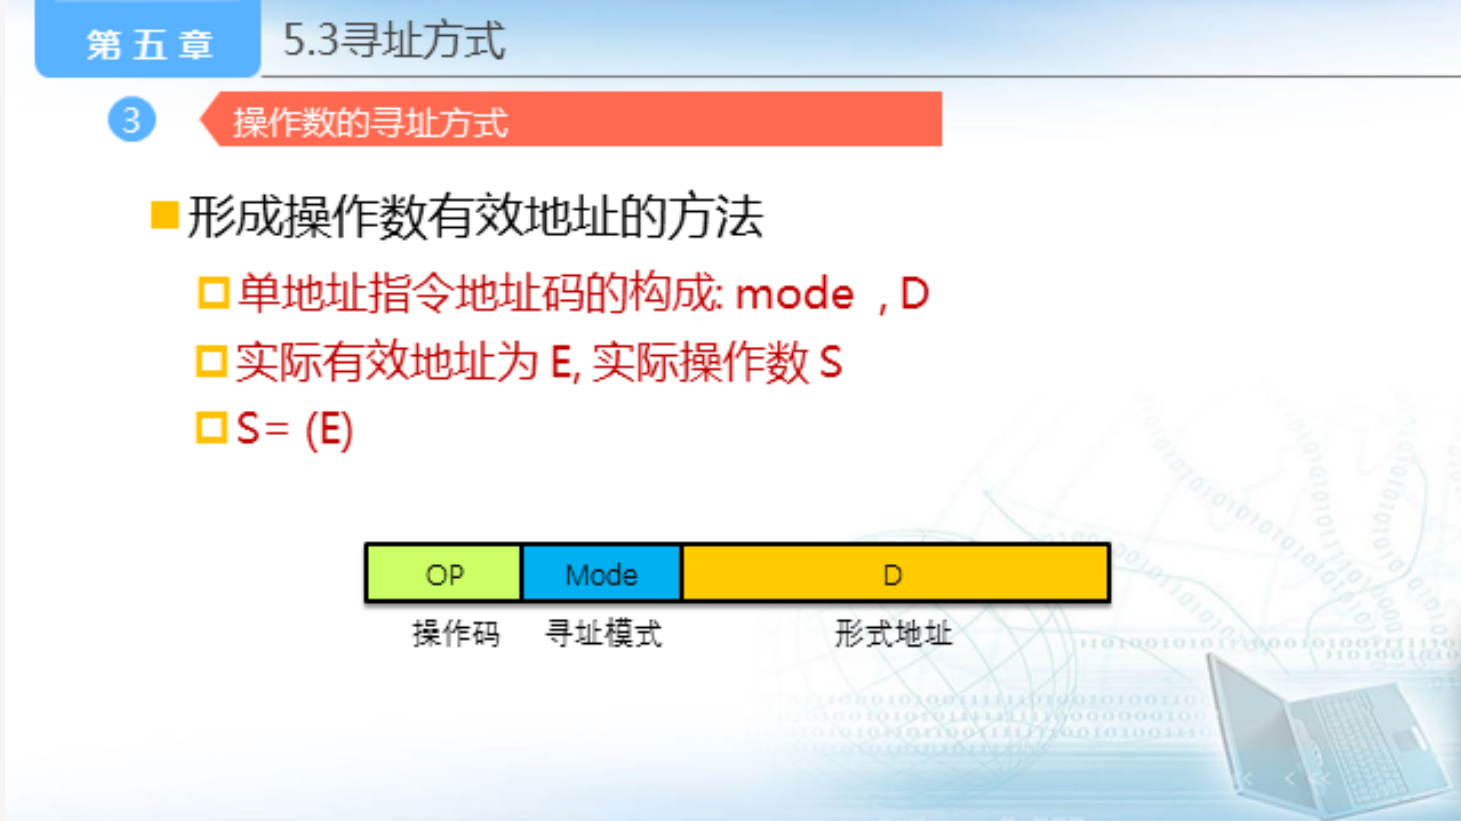 第五章
5.3寻址方式
3
操作数的寻址方式
形成操作数有效地址的方法
单地址指令地址码的构成: mode , D
实际有效地址为 E, 实际操作数 S
S= (E)
OP Mode D
操作码 寻址模式 形式地址